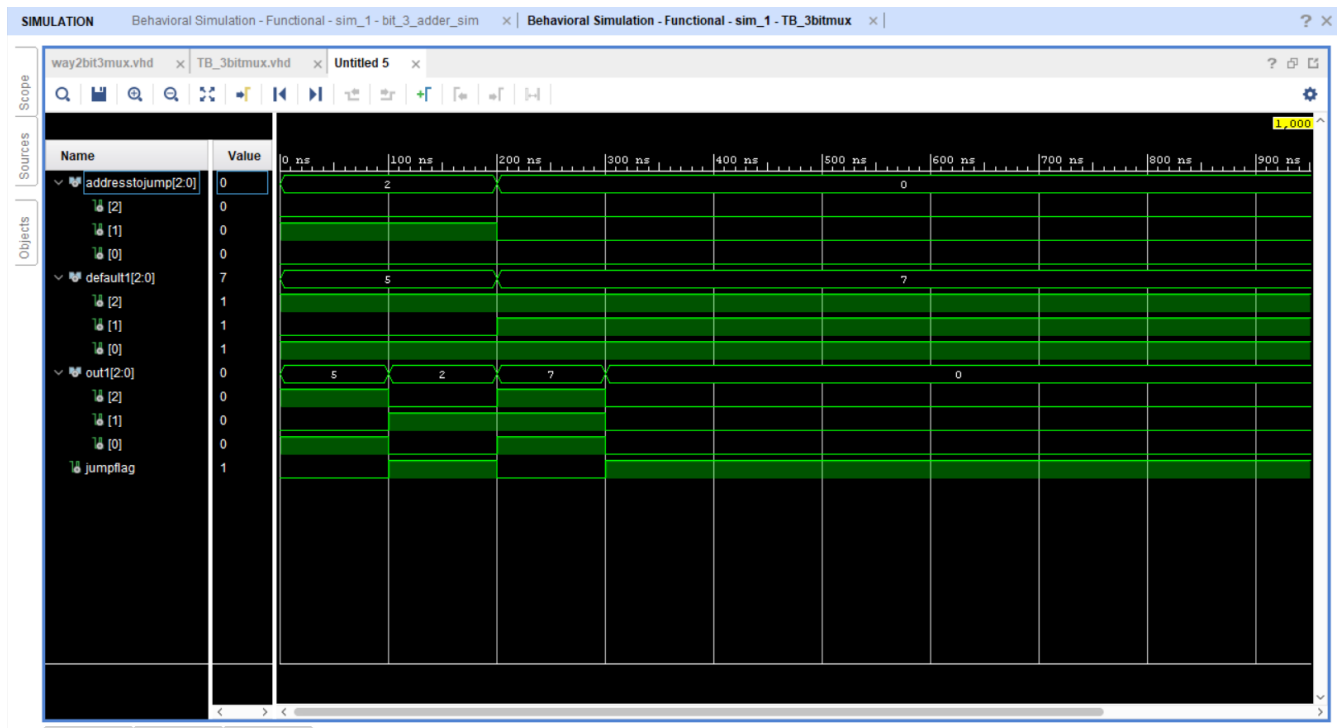 SIMULATION Behavioral Simulation - Functional - sim_1 - bit_3_adder_sim × Behavioral Simulation - Functional - sim_1 - TB_3bitmux × ? ×
way2bit3mux.vhd × TB_3bitmux.vhd × Untitled 5 × ?
Scope
Sources
Objects
1,000
Name Value 0 ns 100 ns 200 ns 300 ns 400 ns 500 ns 600 ns 700 ns 800 ns 900 ns
addresstojump[2:0] 0 2 0
[2] 0
[1] 0
[0] 0
default1[2:0] 7 5 7
[2] 1
[1] 1
[0] 1
out1[2:0] 0 5 2 7 0
[2] 0
[1] 0
[0] 0
jumpflag 1